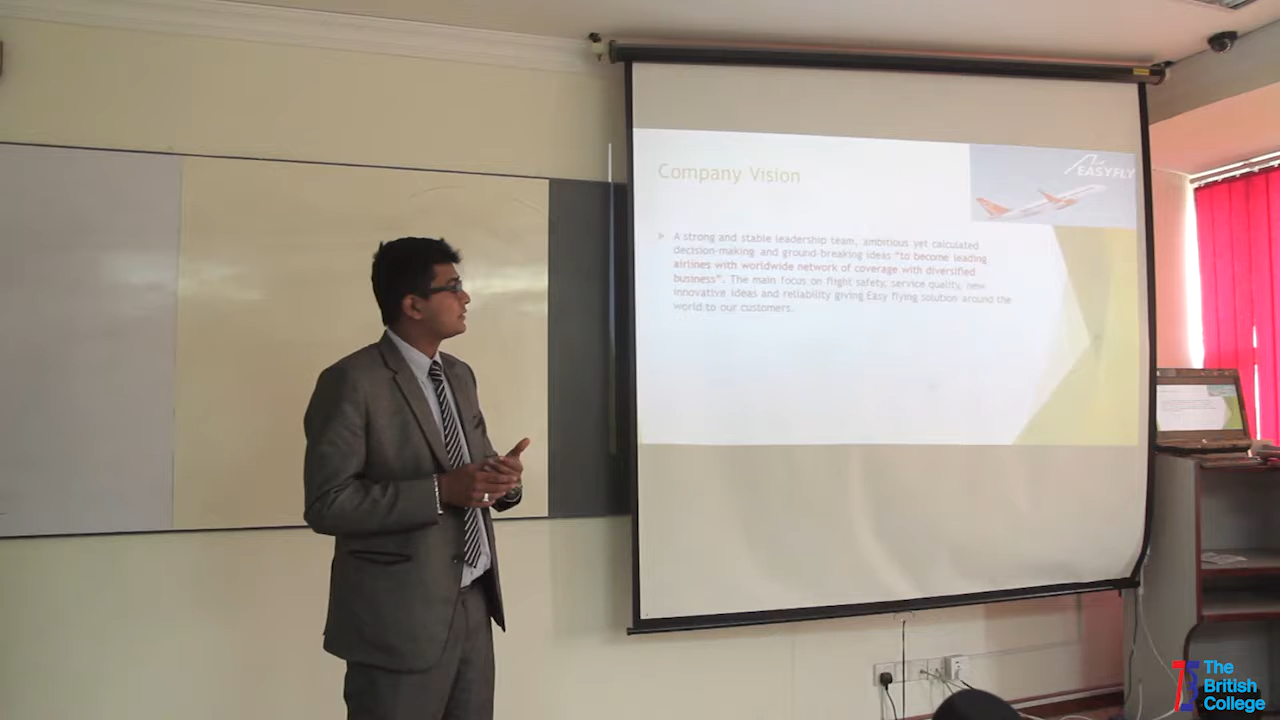 Company Vision
EASYFLY
A strong and stable leadership team, ambitious yet calculated
decision-making and ground-breaking ideas "to become leading
airlines with worldwide network of coverage with diversified
business". The main focus on flight safety, service quality, new
innovative ideas and reliability giving Easy flying solution around the
world to our customers.
The
British
College